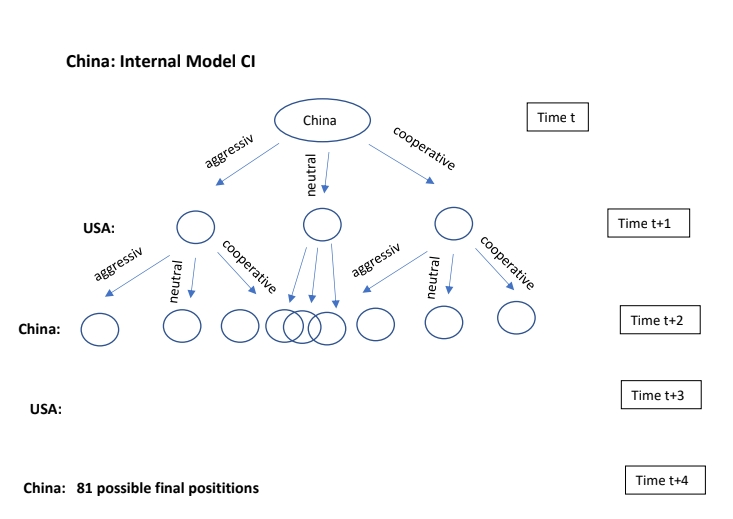 China: Internal Model CI
China
Time t
aggressiv
neutral
cooperative
USA:
Time t+1
aggressiv
neutral
cooperative
aggressiv
neutral
cooperative
China:
Time t+2
USA:
Time t+3
China: 81 possible final posititions
Time t+4